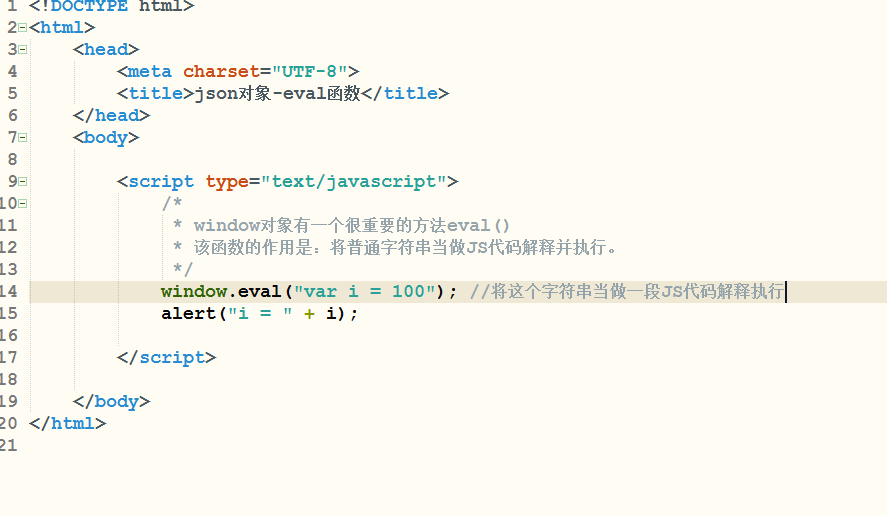 1 <!DOCTYPE html>
2 <html>
3 <head>
4 <meta charset="UTF-8">
5 <title>json对象-eval函数</title>
6 </head>
7 <body>
8
9 <script type="text/javascript">
10 /*
11 * window对象有一个很重要的方法eval()
12 * 该函数的作用是：将普通字符串当做JS代码解释并执行。
13 */
14 window.eval("var i = 100"); //将这个字符串当做一段JS代码解释执行
15 alert("i = " + i);
16
17 </script>
18
19 </body>
20 </html>
21